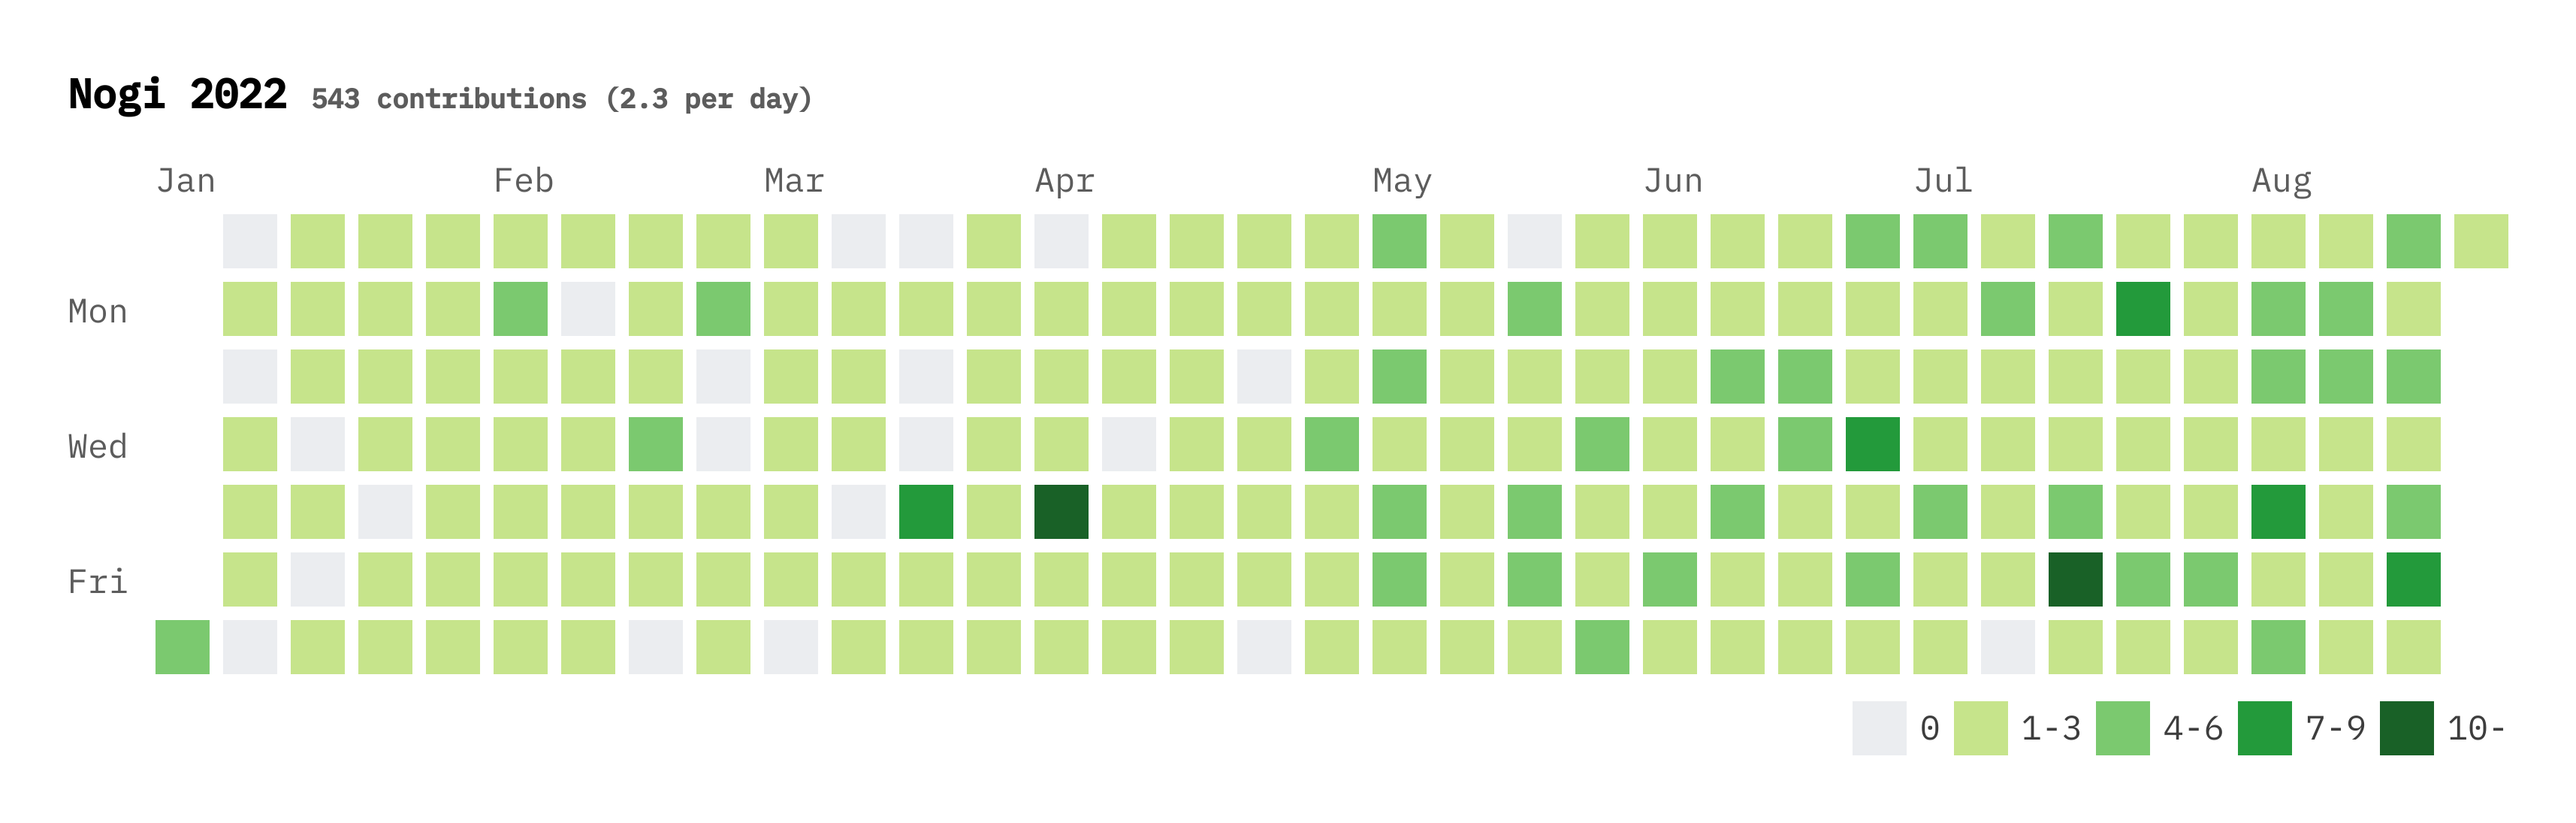 Nogi 2022 543 contributions (2.3 per day)
Jan Feb Mar Apr May Jun Jul Aug
Mon
Wed
Fri
0 1-3 4-6 7-9 10-